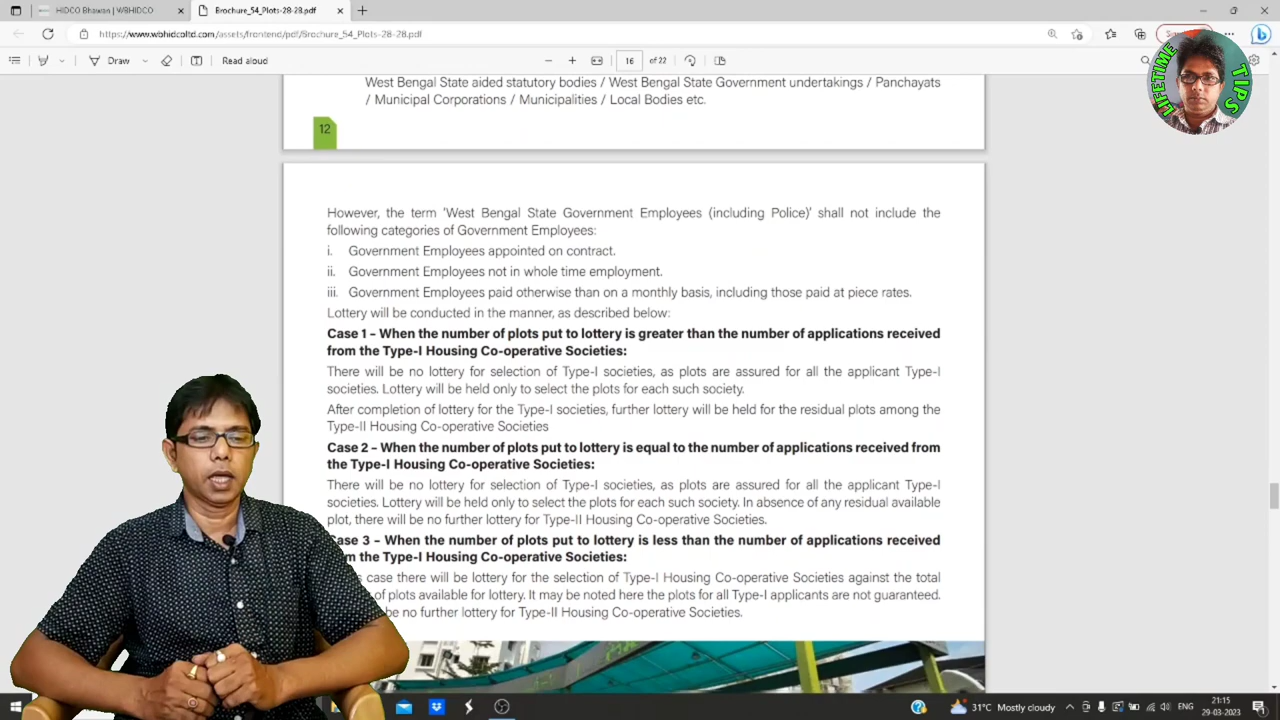 HIDCO Bhawan | WBHIDCO
Brochure_54_Plots-28-28.pdf
https://www.wbhidcoltd.com/assets/frontend/pdf/Brochure_54_Plots-28-28.pdf
Draw
Read aloud
16 of 22
LIFETIME TIPS
West Bengal State aided statutory bodies / West Bengal State Government undertakings / Panchayats
/ Municipal Corporations / Municipalities / Local Bodies etc.
12
However, the term 'West Bengal State Government Employees (including Police)' shall not include the
following categories of Government Employees:
i. Government Employees appointed on contract.
ii. Government Employees not in whole time employment.
iii. Government Employees paid otherwise than on a monthly basis, including those paid at piece rates.
Lottery will be conducted in the manner, as described below:
Case 1 – When the number of plots put to lottery is greater than the number of applications received
from the Type-I Housing Co-operative Societies:
There will be no lottery for selection of Type-I societies, as plots are assured for all the applicant Type-I
societies. Lottery will be held only to select the plots for each such society.
After completion of lottery for the Type-I societies, further lottery will be held for the residual plots among the
Type-II Housing Co-operative Societies
Case 2 – When the number of plots put to lottery is equal to the number of applications received from
the Type-I Housing Co-operative Societies:
There will be no lottery for selection of Type-I societies, as plots are assured for all the applicant Type-I
societies. Lottery will be held only to select the plots for each such society. In absence of any residual available
plot, there will be no further lottery for Type-II Housing Co-operative Societies.
Case 3 – When the number of plots put to lottery is less than the number of applications received
the Type-I Housing Co-operative Societies:
case there will be lottery for the selection of Type-I Housing Co-operative Societies against the total
of plots available for lottery. It may be noted here the plots for all Type-I applicants are not guaranteed.
be no further lottery for Type-II Housing Co-operative Societies.
31°C Mostly cloudy
ENG
21:15
29-03-2023